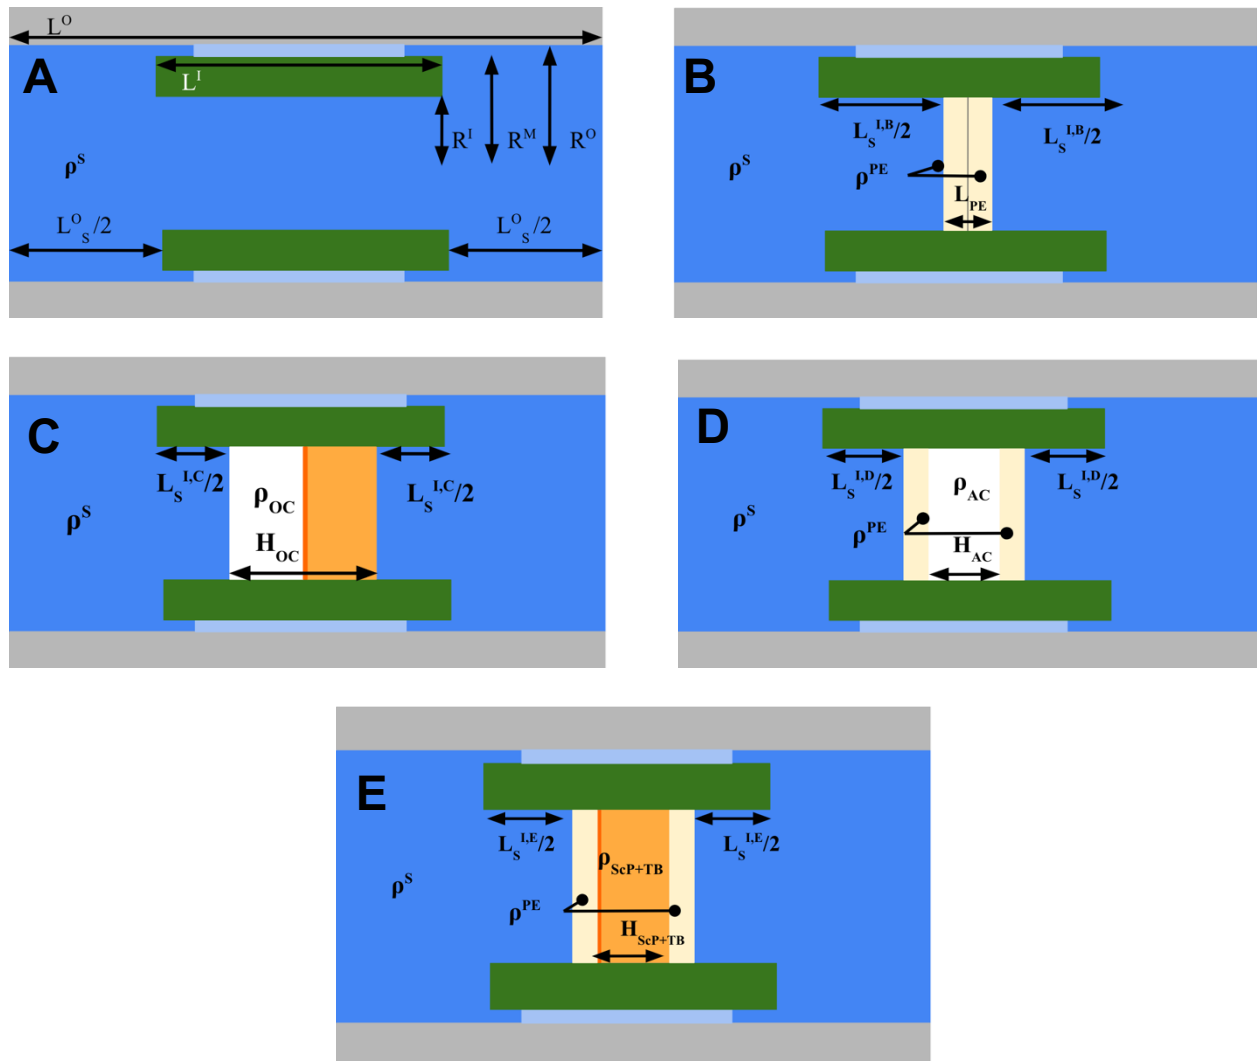 A
L^O
L^I
R^I R^M R^O
ρ^S
L^O_S/2 L^O_S/2
B
L_S^{I,B}/2 L_S^{I,B}/2
ρ^S
ρ^PE
L_PE
C
L_S^{I,C}/2 L_S^{I,C}/2
ρ_OC
ρ^S
H_OC
D
L_S^{I,D}/2 L_S^{I,D}/2
ρ_AC
ρ^S
ρ^PE
H_AC
E
L_S^{I,E}/2 L_S^{I,E}/2
ρ_ScP+TB
ρ^S
ρ^PE
H_ScP+TB